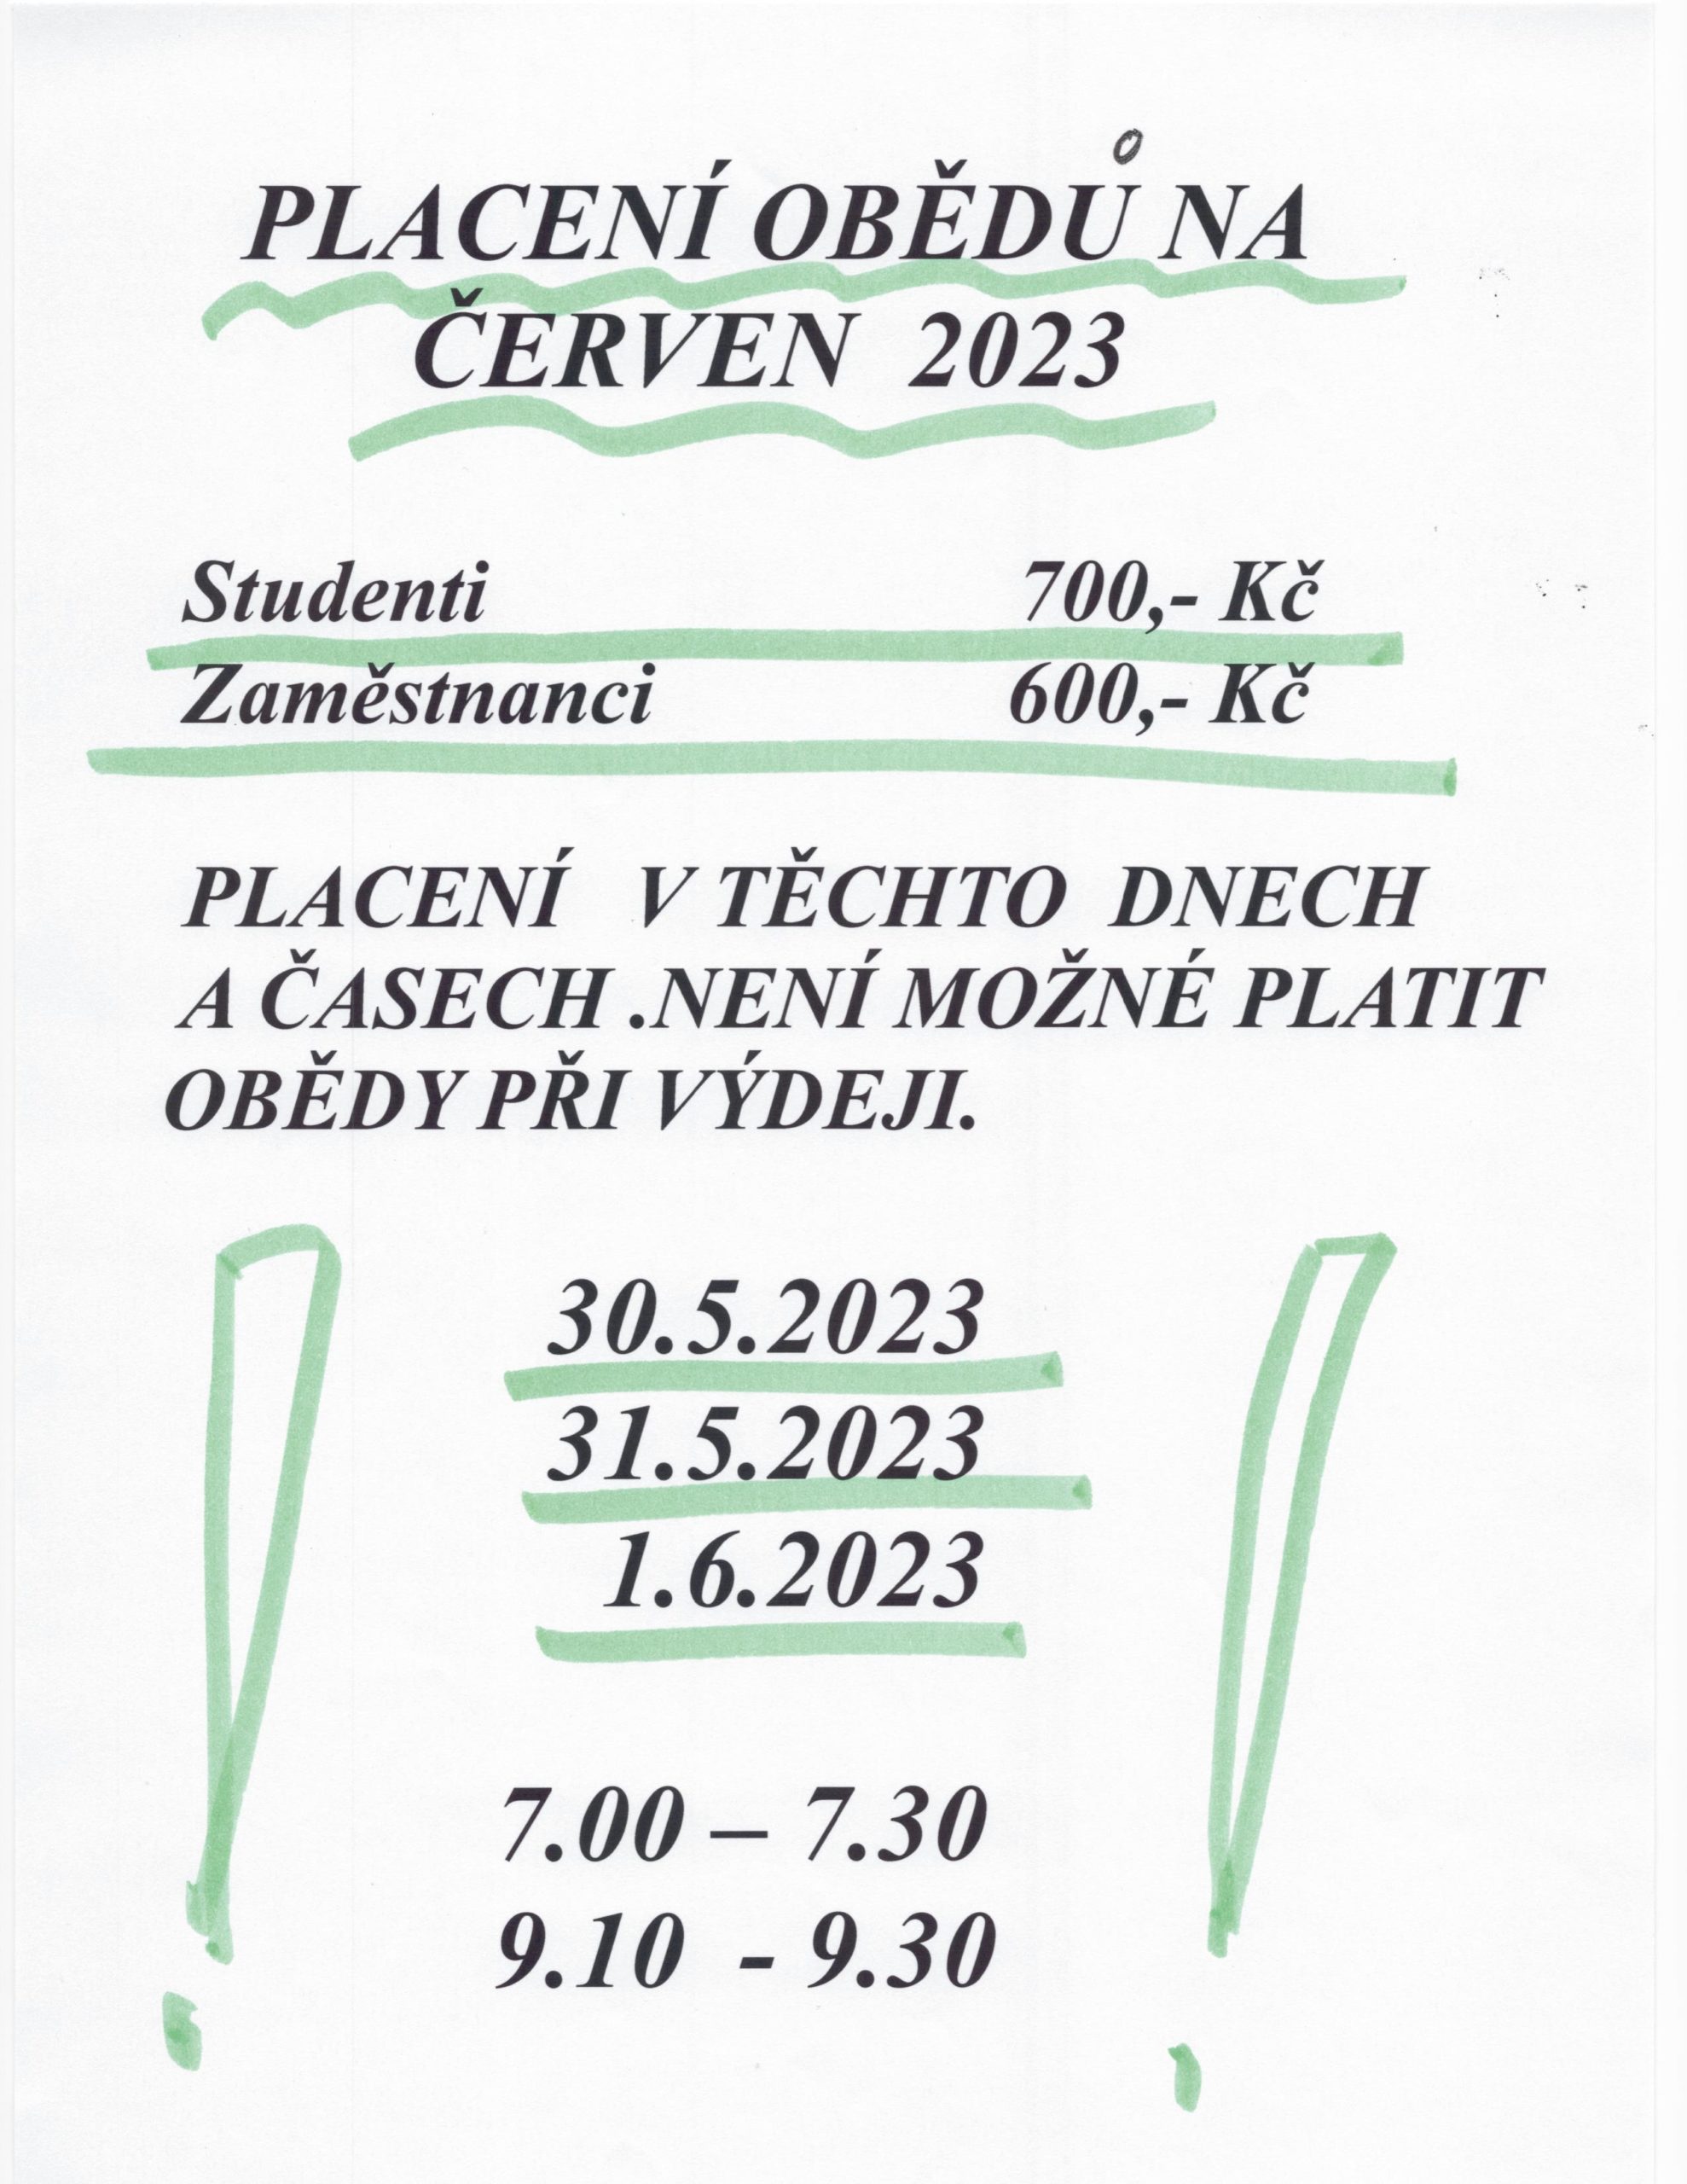 PLACENÍ OBĚDŮ NA
ČERVEN 2023
Studenti 700,- Kč
Zaměstnanci 600,- Kč
PLACENÍ V TĚCHTO DNECH
A ČASECH .NENÍ MOŽNÉ PLATIT
OBĚDY PŘI VÝDEJI.
30.5.2023
31.5.2023
1.6.2023
7.00 – 7.30
9.10 - 9.30